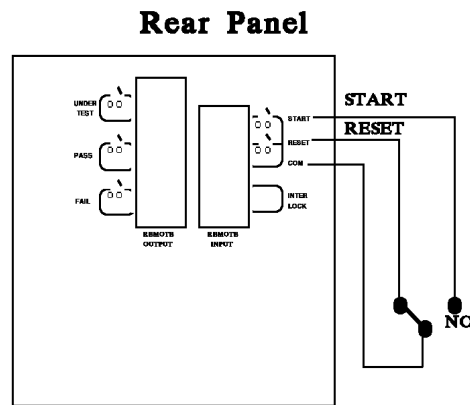 Rear Panel
UNDER
TEST
PASS
FAIL
REMOTE
OUTPUT
REMOTE
INPUT
START
RESET
COM
INTER
LOCK
START
RESET
NO